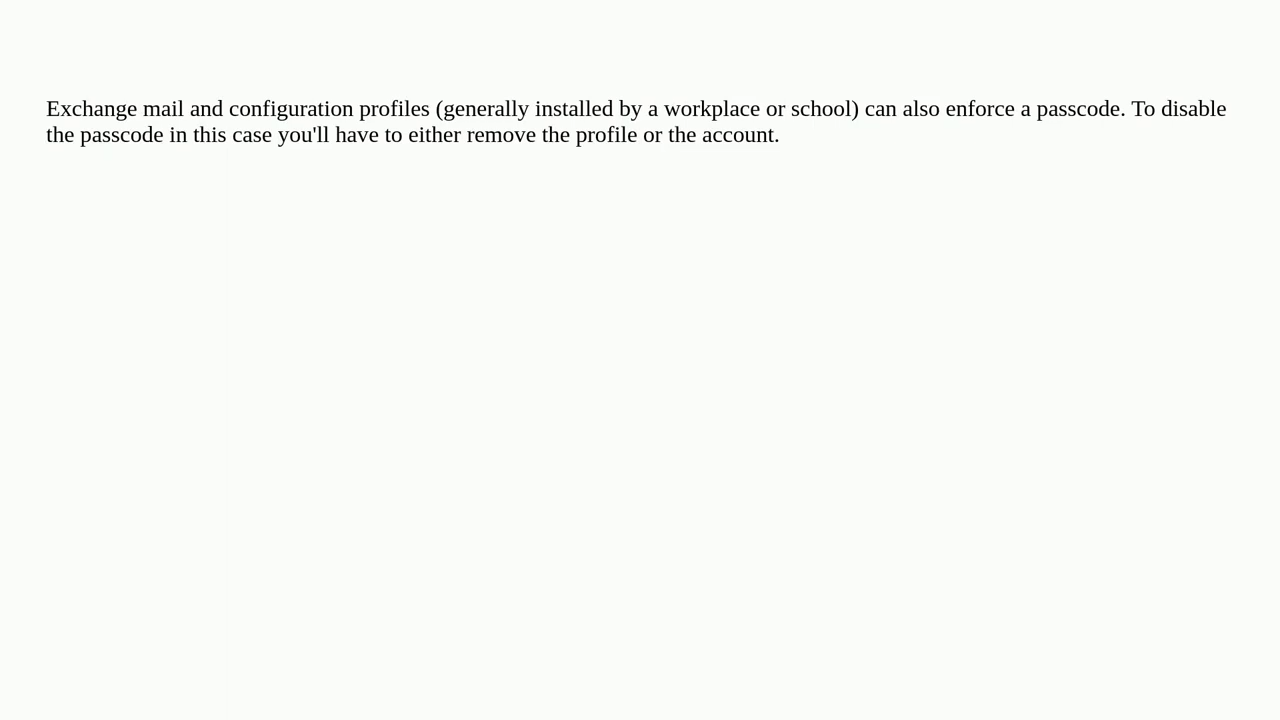 Exchange mail and configuration profiles (generally installed by a workplace or school) can also enforce a passcode. To disable
the passcode in this case you'll have to either remove the profile or the account.